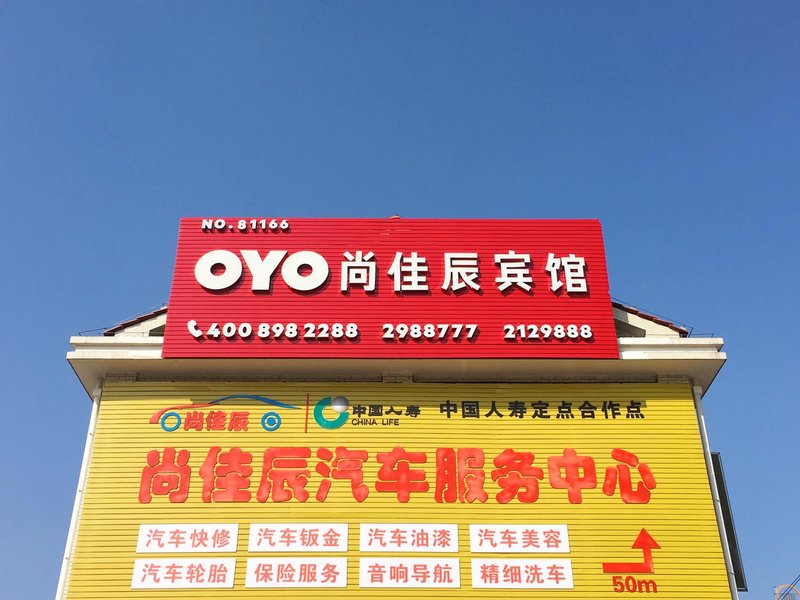 NO.81166
OYO尚佳辰宾馆
400 898 2288 2988777 2129888
尚佳辰 中国人寿 中国人寿定点合作点
CHINA LIFE
尚佳辰汽车服务中心
汽车快修 汽车钣金 汽车油漆 汽车美容
汽车轮胎 保险服务 音响导航 精细洗车
50m